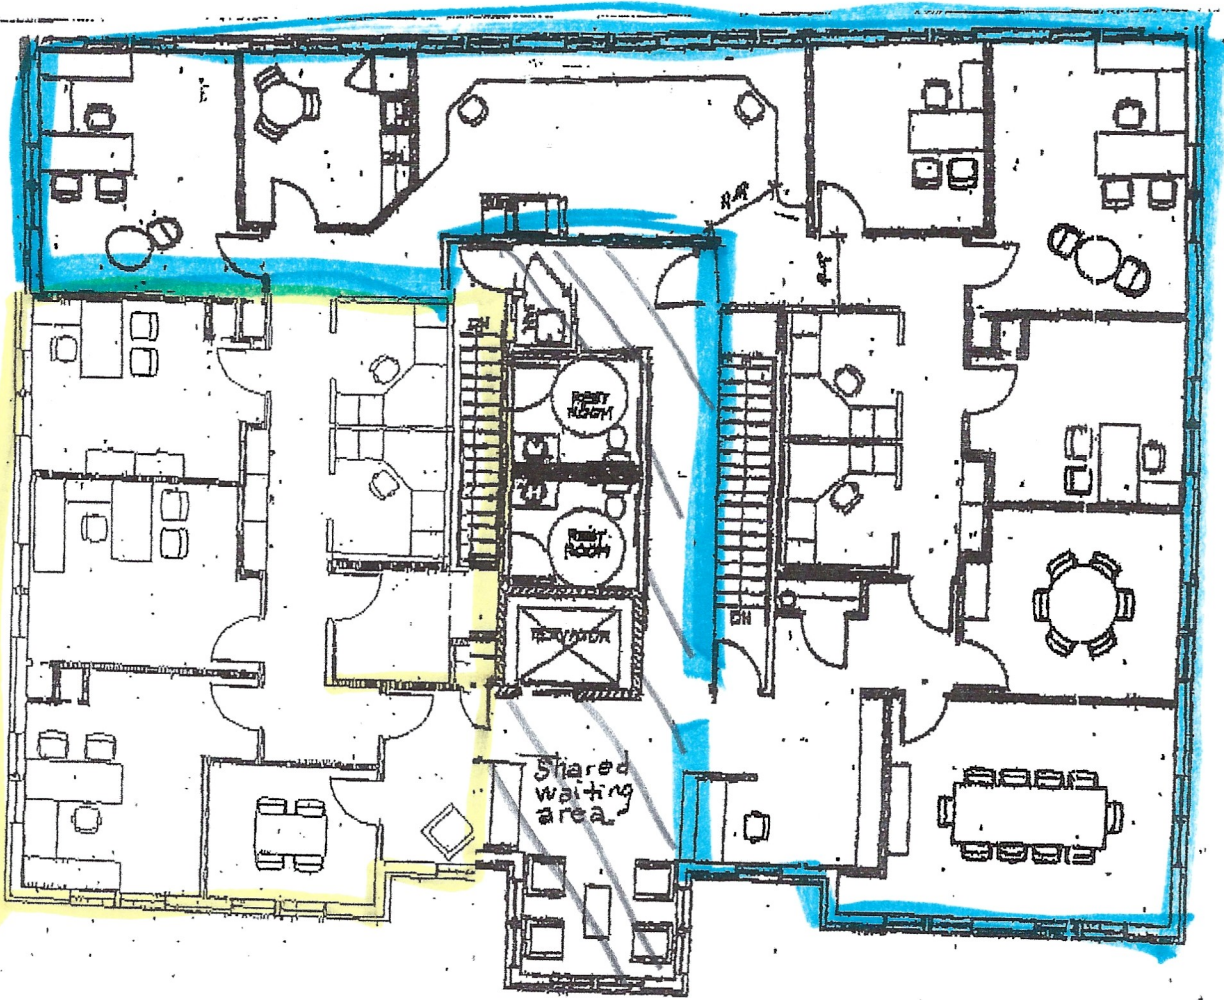 DN
REST
ROOM
REST
ROOM
ELEVATOR
DN
Shared
waiting
area